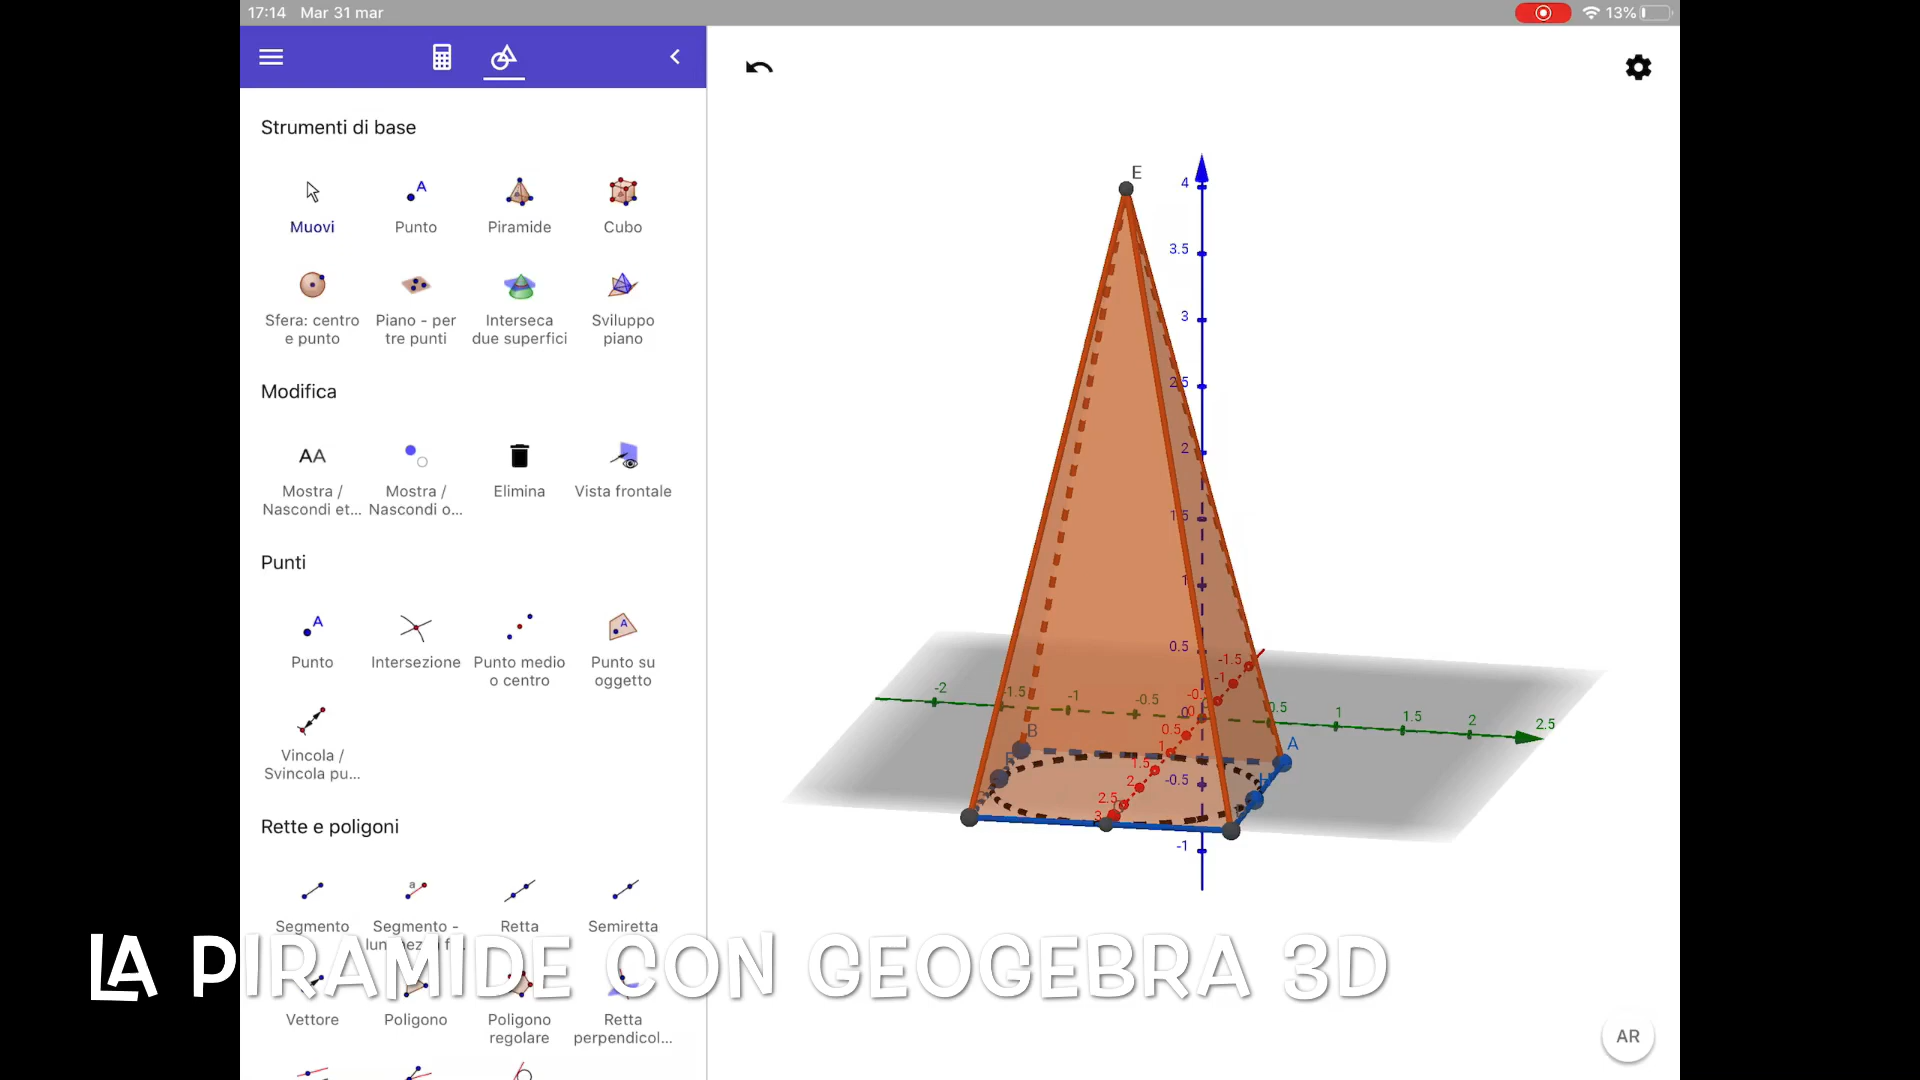 17:14 Mar 31 mar
13%
Strumenti di base
Muovi
Punto
Piramide
Cubo
Sfera: centro
e punto
Piano - per
tre punti
Interseca
due superfici
Sviluppo
piano
Modifica
AA
Mostra /
Nascondi et...
Mostra /
Nascondi o...
Elimina
Vista frontale
Punti
A
Punto
Intersezione
Punto medio
o centro
Punto su
oggetto
Vincola /
Svincola pu...
Rette e poligoni
Segmento
Segmento -
Retta
Semiretta
LA PIRAMIDE CON GEOGEBRA 3D
Vettore
Poligono
Poligono
regolare
Retta
perpendicol...
E
4
3.5
3
2.5
2
1.5
1
0.5
0
-0.5
-1
-2
-1.5
-1
-0.5
0.5
1
1.5
2
2.5
-1.5
-1
0
0.5
1
1.5
2
2.5
3
B
A
AR